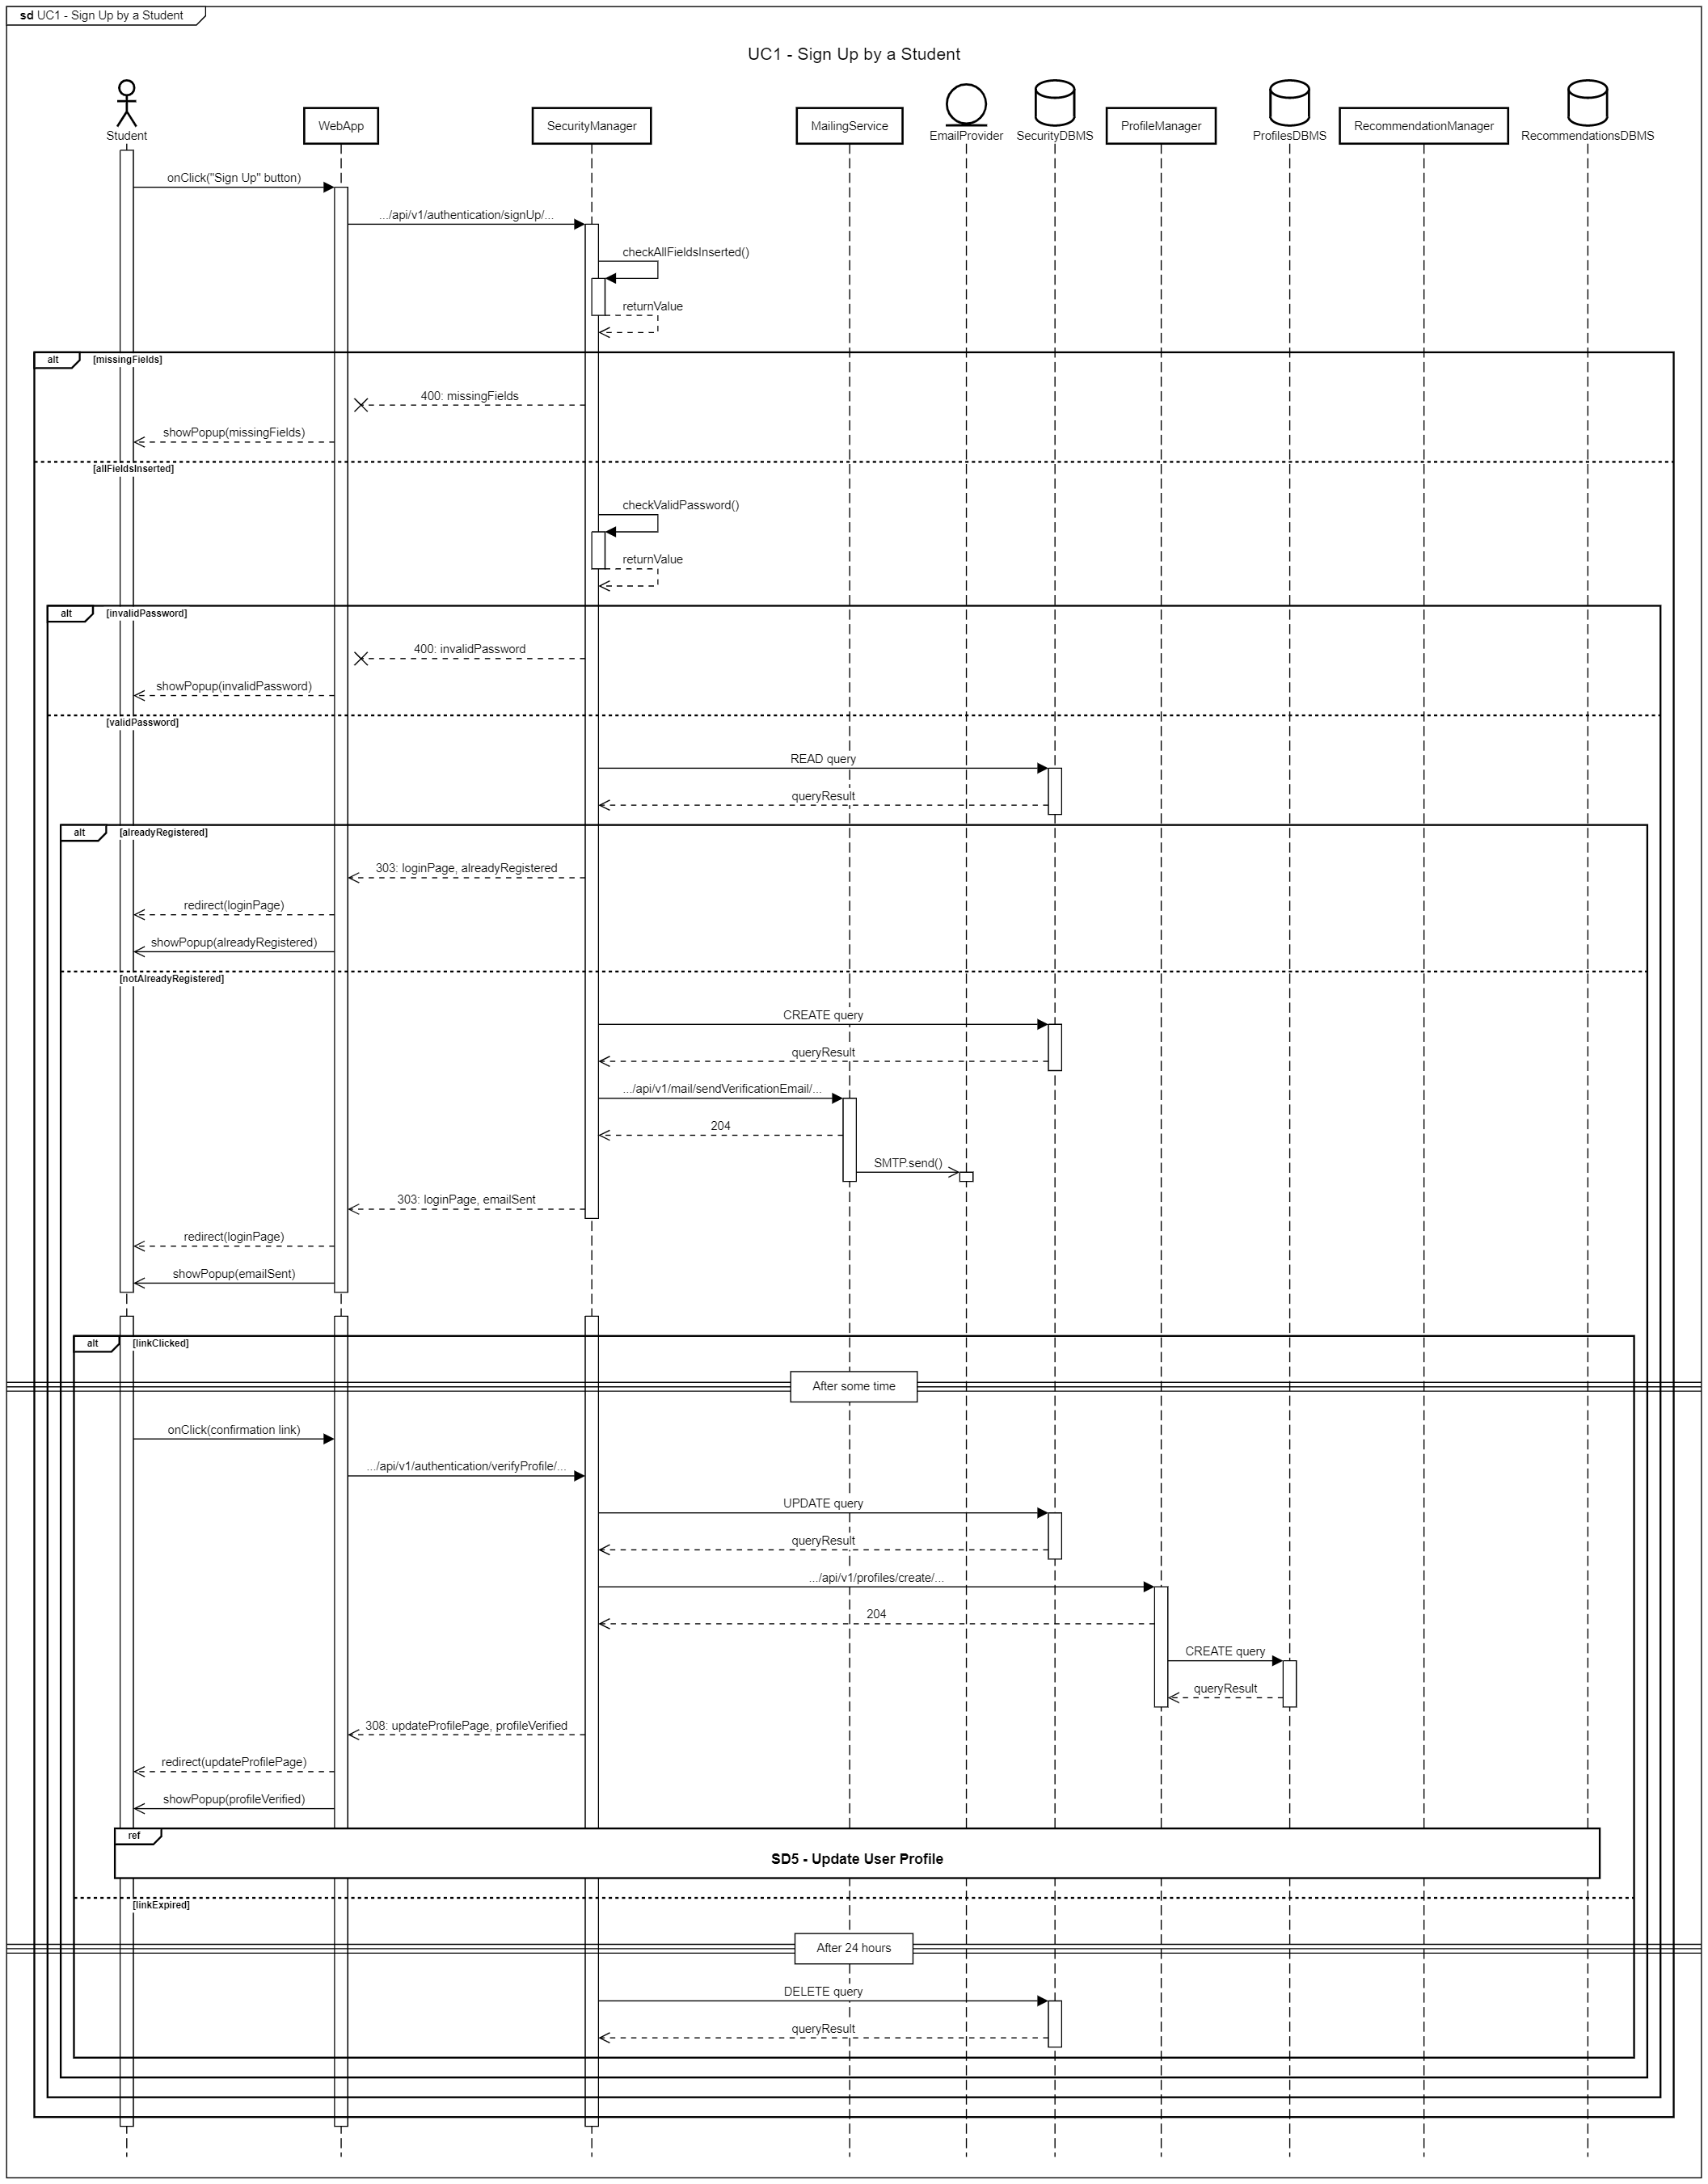 sd UC1 - Sign Up by a Student
UC1 - Sign Up by a Student
Student
WebApp
SecurityManager
MailingService
EmailProvider
SecurityDBMS
ProfileManager
ProfilesDBMS
RecommendationManager
RecommendationsDBMS
onClick("Sign Up" button)
.../api/v1/authentication/signUp/...
checkAllFieldsInserted()
returnValue
alt [missingFields]
400: missingFields
showPopup(missingFields)
[allFieldsInserted]
checkValidPassword()
returnValue
alt [invalidPassword]
400: invalidPassword
showPopup(invalidPassword)
[validPassword]
READ query
queryResult
alt [alreadyRegistered]
303: loginPage, alreadyRegistered
redirect(loginPage)
showPopup(alreadyRegistered)
[notAlreadyRegistered]
CREATE query
queryResult
.../api/v1/mail/sendVerificationEmail/...
204
SMTP.send()
303: loginPage, emailSent
redirect(loginPage)
showPopup(emailSent)
alt [linkClicked]
After some time
onClick(confirmation link)
.../api/v1/authentication/verifyProfile/...
UPDATE query
queryResult
.../api/v1/profiles/create/...
204
CREATE query
queryResult
308: updateProfilePage, profileVerified
redirect(updateProfilePage)
showPopup(profileVerified)
ref
SD5 - Update User Profile
[linkExpired]
After 24 hours
DELETE query
queryResult